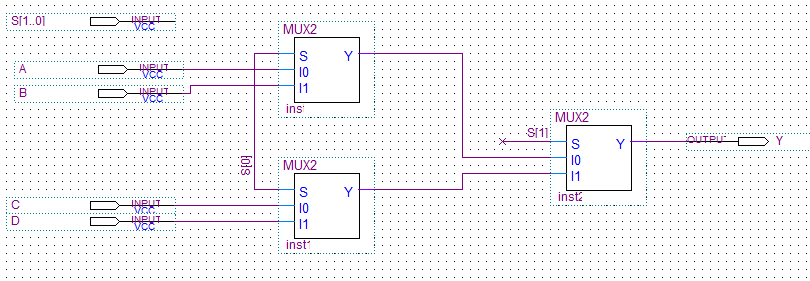 S[1..0] INPUT
VCC
MUX2
S Y
I0
I1
ins
A INPUT
VCC
B INPUT
VCC
S[0]
MUX2
S Y
I0
I1
inst1
C INPUT
VCC
D INPUT
VCC
MUX2
S[1]
S Y
I0
I1
inst2
OUTPUT Y